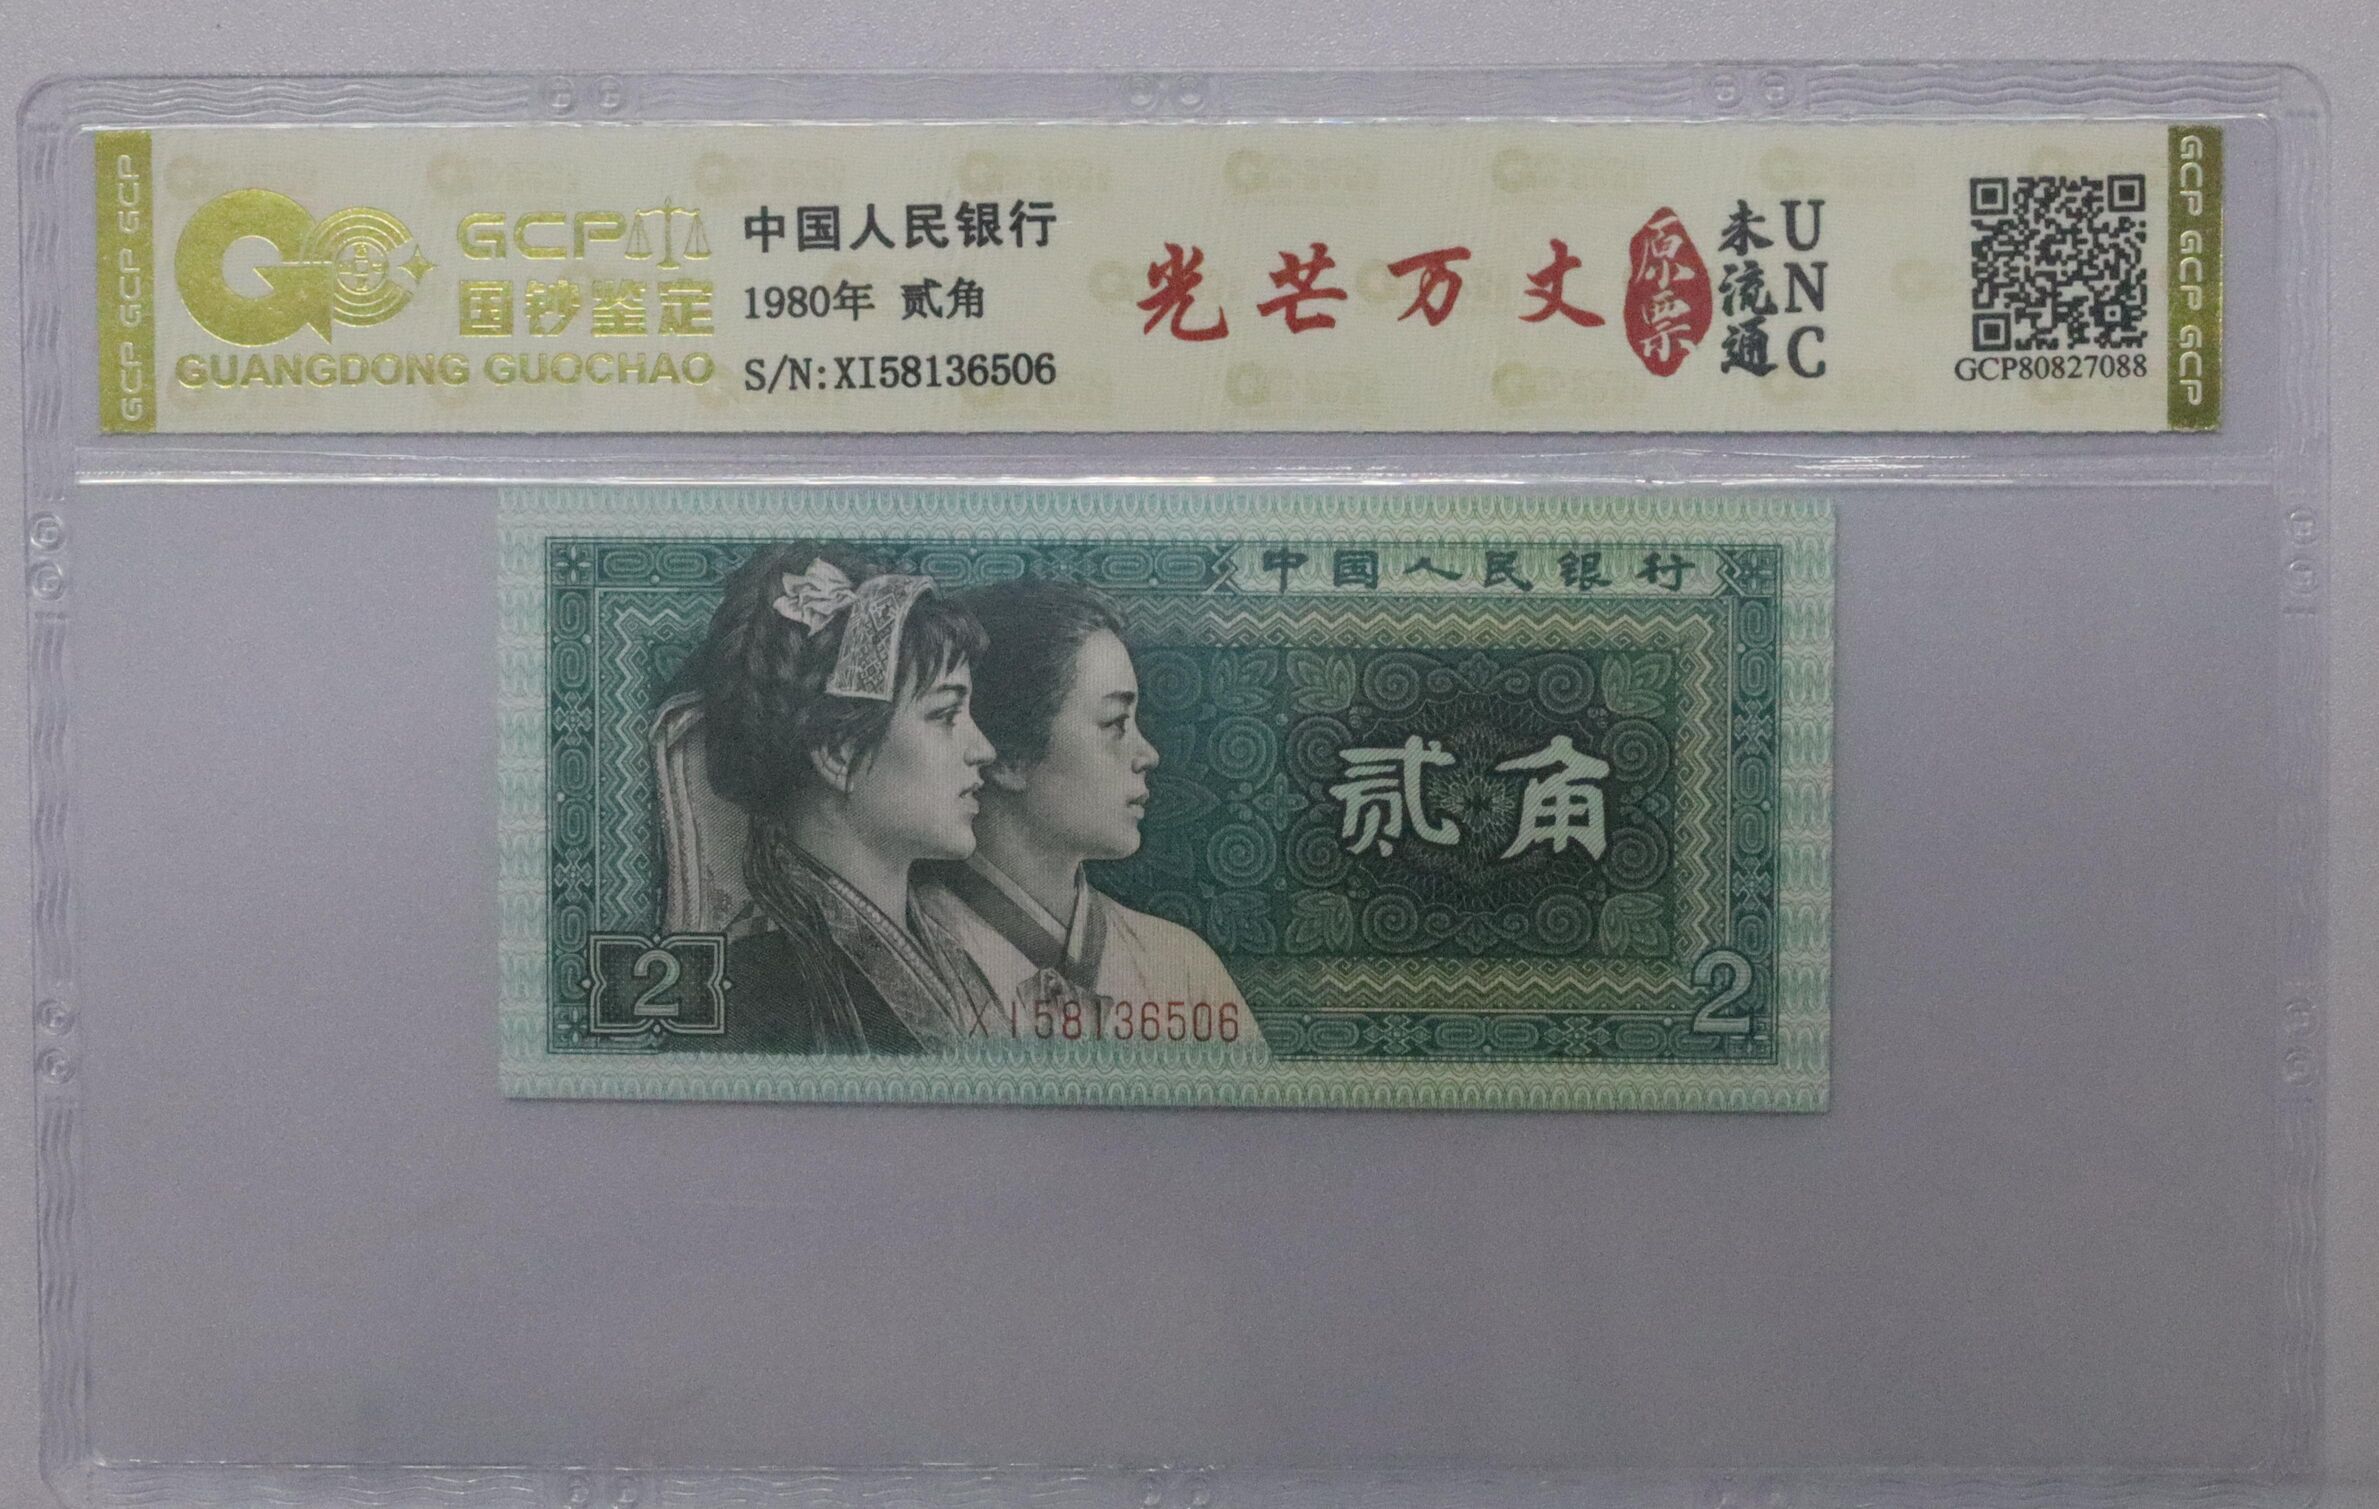 GCP GCP GCP
GCP
国钞鉴定
GUANGDONG GUOCHAO
中国人民银行
1980年 贰角
S/N:XI58136506
光芒万丈
原票
未流通
UNC
GCP80827088
GCP GCP GCP
中国人民银行
贰角
2
XI58136506
2